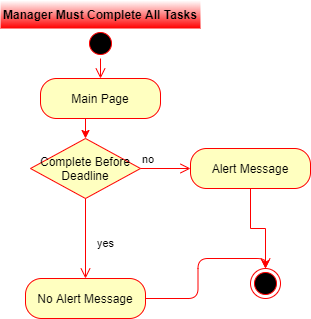 Manager Must Complete All Tasks
Main Page
Complete Before
Deadline
no
Alert Message
yes
No Alert Message